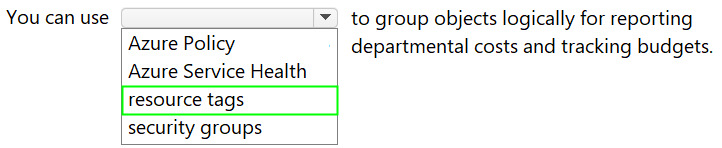 You can use to group objects logically for reporting
departmental costs and tracking budgets.
Azure Policy
Azure Service Health
resource tags
security groups